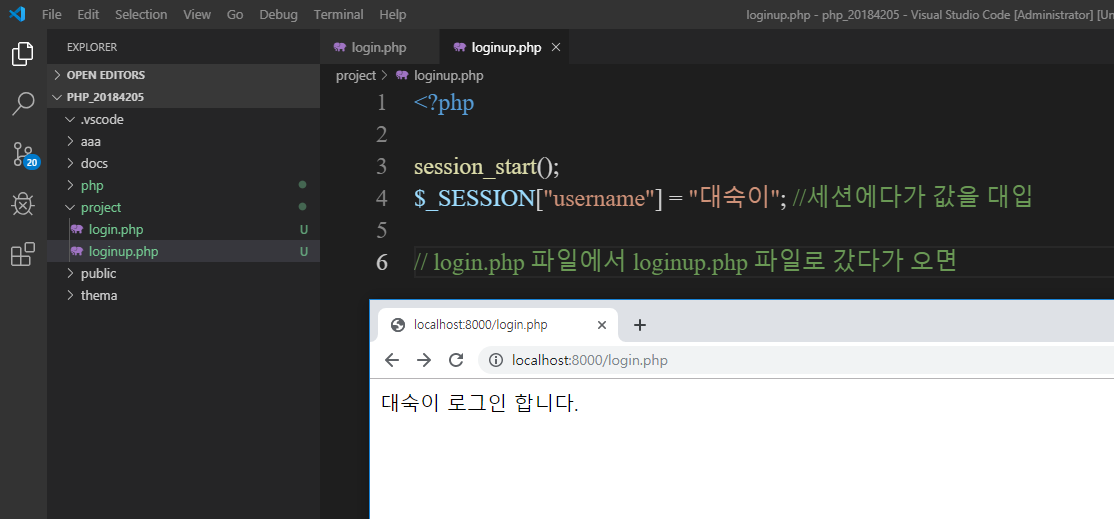 File Edit Selection View Go Debug Terminal Help loginup.php - php_20184205 - Visual Studio Code [Administrator] [Un
EXPLORER
OPEN EDITORS
PHP_20184205
.vscode
aaa
docs
php
project
login.php U
loginup.php U
public
thema
20
login.php loginup.php
project > loginup.php
1 <?php
2
3 session_start();
4 $_SESSION["username"] = "대숙이"; //세션에다가 값을 대입
5
6 // login.php 파일에서 loginup.php 파일로 갔다가 오면
localhost:8000/login.php
localhost:8000/login.php
대숙이 로그인 합니다.